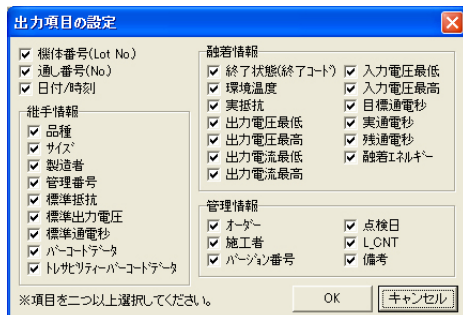 出力項目の設定
機体番号(Lot No.)
通し番号(No.)
日付/時刻
継手情報
品種
サイズ
製造者
管理番号
標準抵抗
標準出力電圧
標準通電秒
バーコードデータ
トレサビリティーバーコードデータ
融着情報
終了状態(終了コード)
環境温度
実抵抗
出力電圧最低
出力電圧最高
出力電流最低
出力電流最高
入力電圧最低
入力電圧最高
目標通電秒
実通電秒
残通電秒
融着エネルギー
管理情報
オーダー
施工者
バージョン番号
点検日
L_CNT
備考
※項目を二つ以上選択してください。
OK
キャンセル